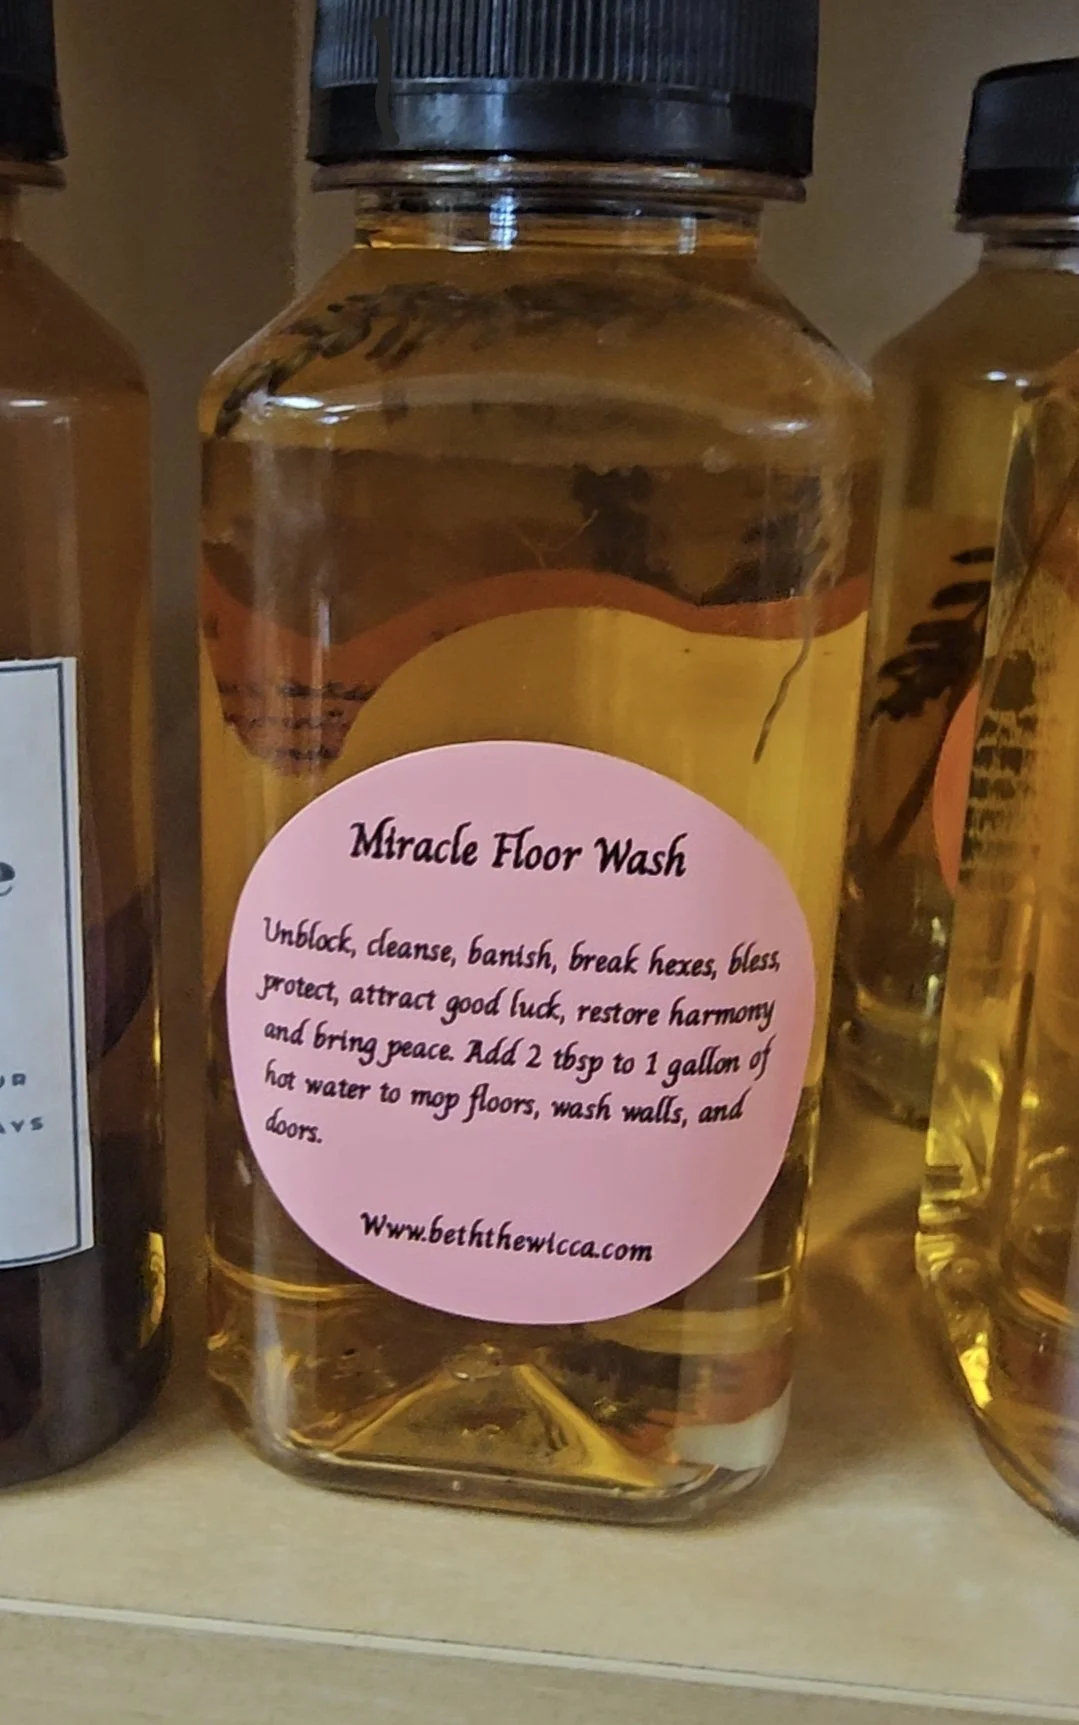 Miracle Floor Wash
Unblock, cleanse, banish, break hexes, bless,
protect, attract good luck, restore harmony
and bring peace. Add 2 tbsp to 1 gallon of
hot water to mop floors, wash walls, and
doors.
Www.beththewicca.com